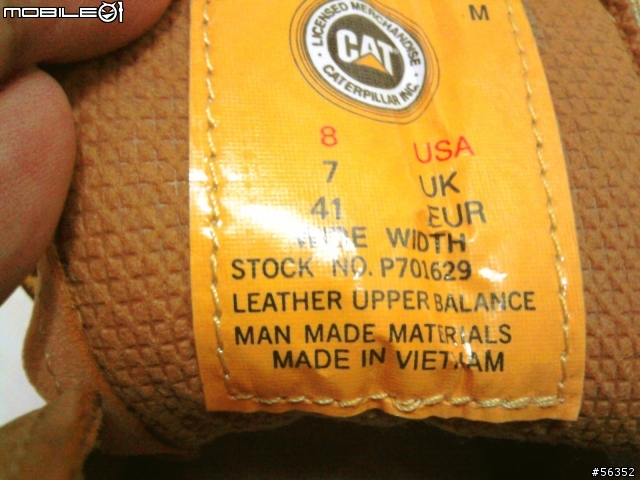 MOBILE01
M
LICENSED MERCHANDISE
CAT
CATERPILLAR INC.
8 USA
7 UK
41 EUR
WIDE WIDTH
STOCK NO. P701629
LEATHER UPPER BALANCE
MAN MADE MATERIALS
MADE IN VIETNAM
#56352